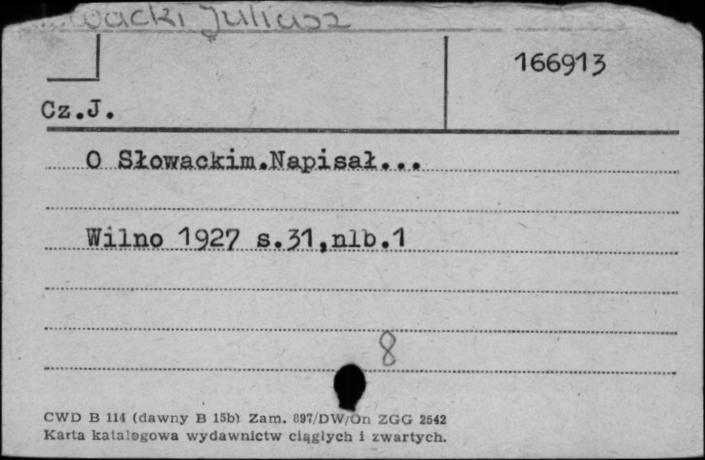 Juliusz
166913
Cz.J.
O Słowackim.Napisał...
Wilno 1927 s.31,nlb.1
8
CWD B 114 (dawny B 15b) Zam. 697/DW/On ZGG 2542
Karta katalogowa wydawnictw ciągłych i zwartych.